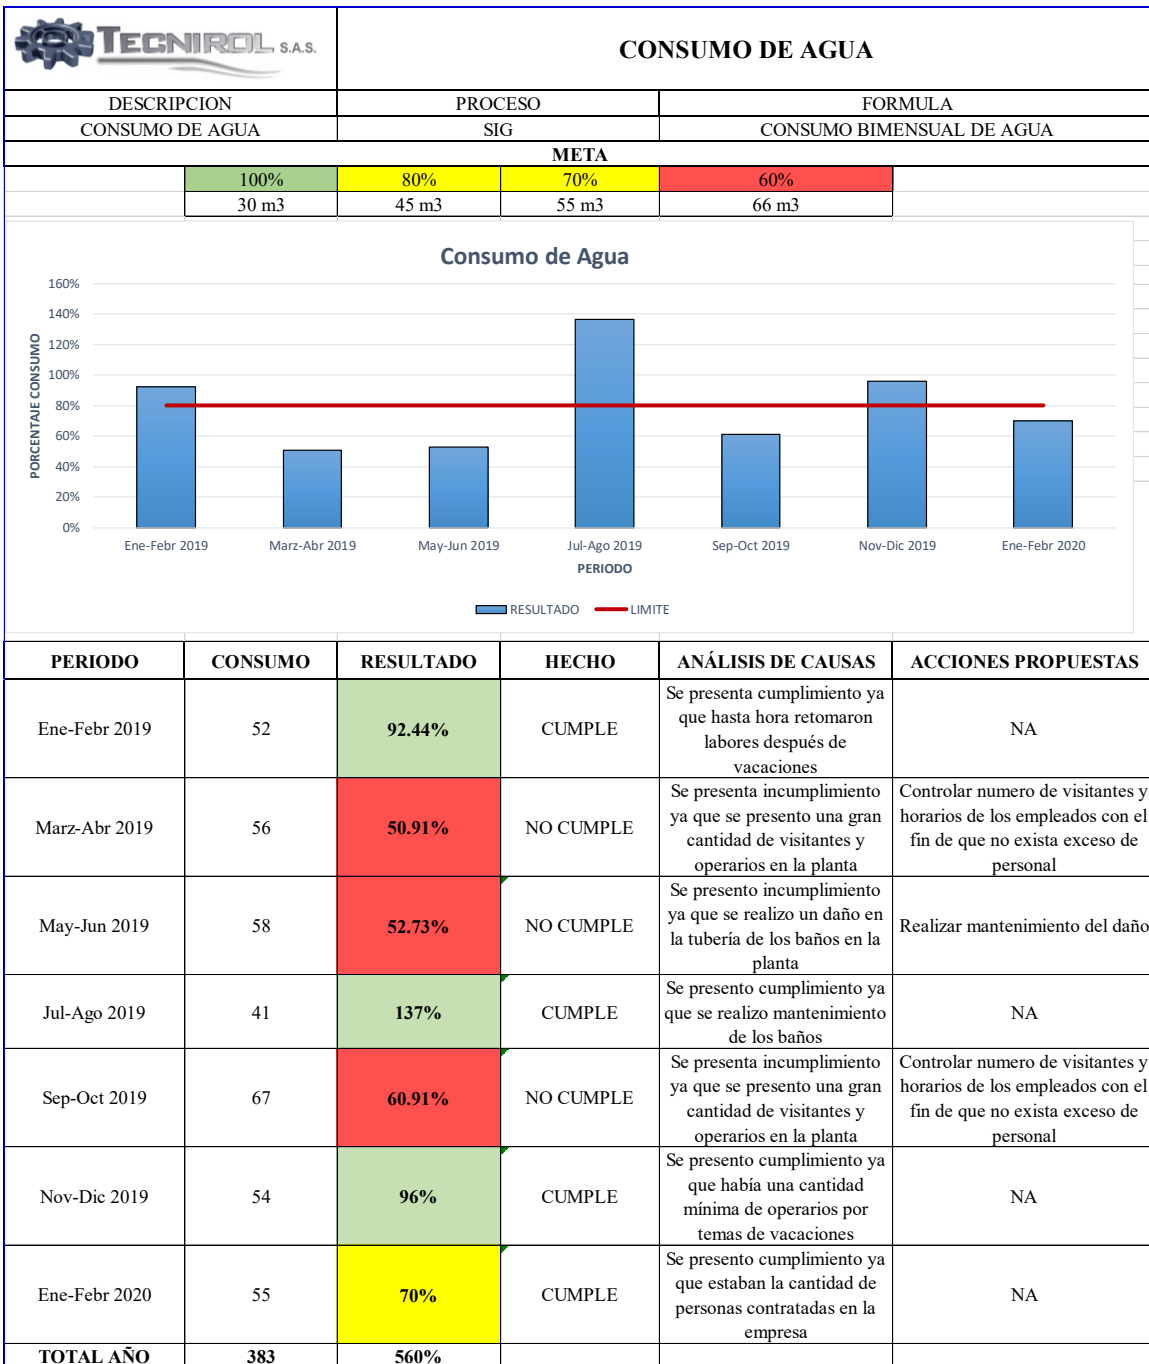 TECNIROL S.A.S.
CONSUMO DE AGUA
DESCRIPCION PROCESO FORMULA
CONSUMO DE AGUA SIG CONSUMO BIMENSUAL DE AGUA
META
100% 80% 70% 60%
30 m3 45 m3 55 m3 66 m3
Consumo de Agua
160%
140%
120%
100%
80%
60%
40%
20%
0%
PORCENTAJE CONSUMO
Ene-Febr 2019 Marz-Abr 2019 May-Jun 2019 Jul-Ago 2019 Sep-Oct 2019 Nov-Dic 2019 Ene-Febr 2020
PERIODO
RESULTADO LIMITE
PERIODO CONSUMO RESULTADO HECHO ANÁLISIS DE CAUSAS ACCIONES PROPUESTAS
Ene-Febr 2019 52 92.44% CUMPLE
Se presenta cumplimiento ya
que hasta hora retomaron
labores después de
vacaciones
NA
Marz-Abr 2019 56 50.91% NO CUMPLE
Se presenta incumplimiento
ya que se presento una gran
cantidad de visitantes y
operarios en la planta
Controlar numero de visitantes y
horarios de los empleados con el
fin de que no exista exceso de
personal
May-Jun 2019 58 52.73% NO CUMPLE
Se presento incumplimiento
ya que se realizo un daño en
la tubería de los baños en la
planta
Realizar mantenimiento del daño
Jul-Ago 2019 41 137% CUMPLE
Se presento cumplimiento ya
que se realizo mantenimiento
de los baños
NA
Sep-Oct 2019 67 60.91% NO CUMPLE
Se presenta incumplimiento
ya que se presento una gran
cantidad de visitantes y
operarios en la planta
Controlar numero de visitantes y
horarios de los empleados con el
fin de que no exista exceso de
personal
Nov-Dic 2019 54 96% CUMPLE
Se presento cumplimiento ya
que había una cantidad
mínima de operarios por
temas de vacaciones
NA
Ene-Febr 2020 55 70% CUMPLE
Se presento cumplimiento ya
que estaban la cantidad de
personas contratadas en la
empresa
NA
TOTAL AÑO 383 560%